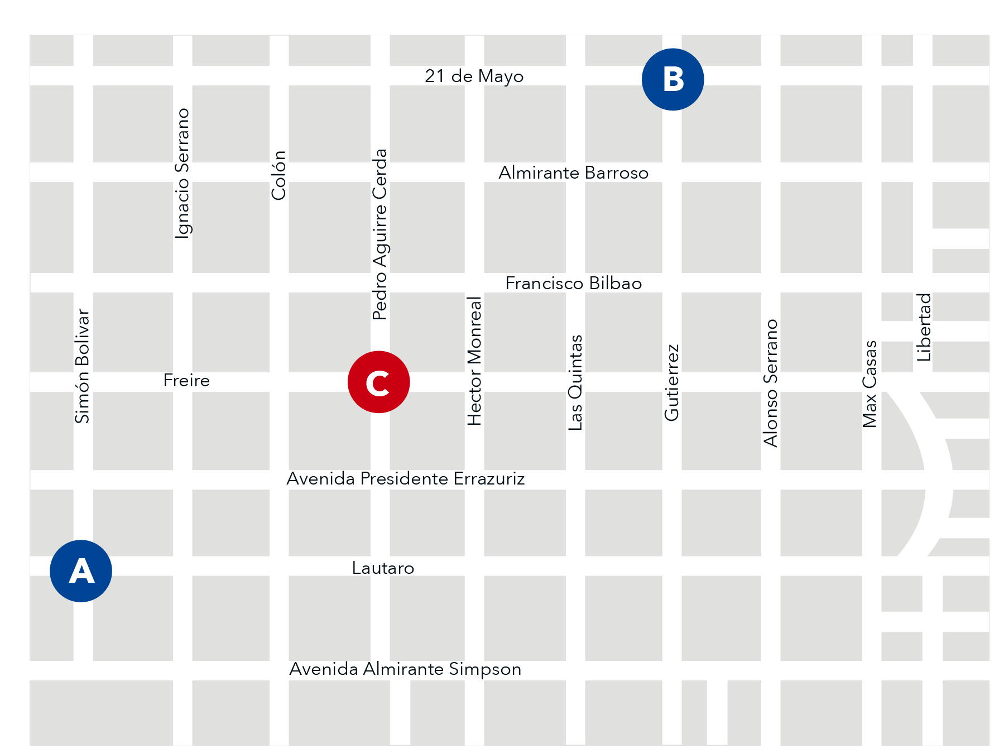 B
21 de Mayo
Ignacio Serrano
Colón
Pedro Aguirre Cerda
Almirante Barroso
Francisco Bilbao
Simón Bolivar
Freire
C
Hector Monreal
Las Quintas
Gutierrez
Alonso Serrano
Max Casas
Libertad
Avenida Presidente Errazuriz
A
Lautaro
Avenida Almirante Simpson